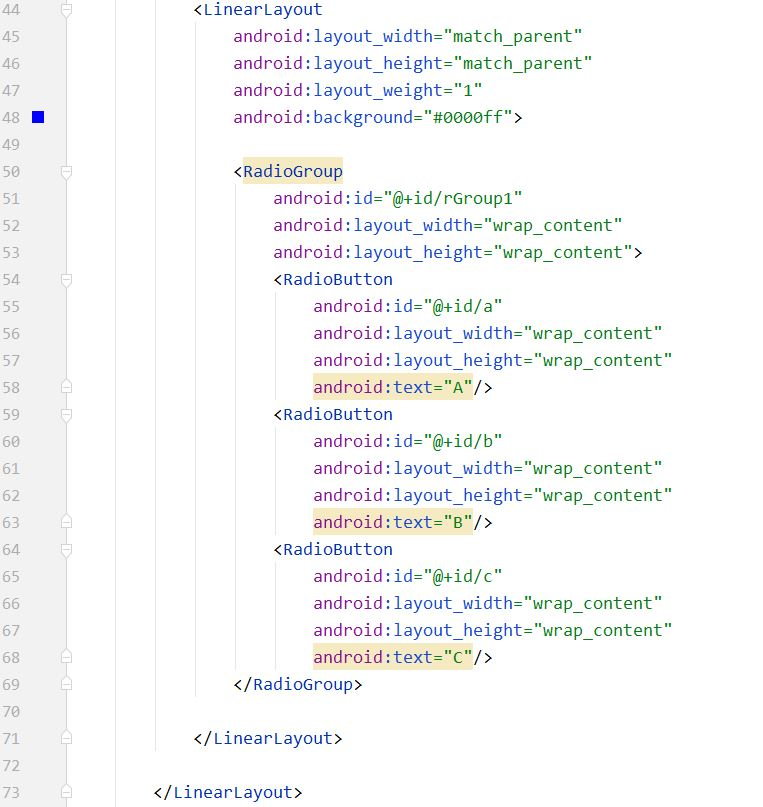 44 <LinearLayout
45 android:layout_width="match_parent"
46 android:layout_height="match_parent"
47 android:layout_weight="1"
48 android:background="#0000ff">
49
50 <RadioGroup
51 android:id="@+id/rGroup1"
52 android:layout_width="wrap_content"
53 android:layout_height="wrap_content">
54 <RadioButton
55 android:id="@+id/a"
56 android:layout_width="wrap_content"
57 android:layout_height="wrap_content"
58 android:text="A"/>
59 <RadioButton
60 android:id="@+id/b"
61 android:layout_width="wrap_content"
62 android:layout_height="wrap_content"
63 android:text="B"/>
64 <RadioButton
65 android:id="@+id/c"
66 android:layout_width="wrap_content"
67 android:layout_height="wrap_content"
68 android:text="C"/>
69 </RadioGroup>
70
71 </LinearLayout>
72
73 </LinearLayout>